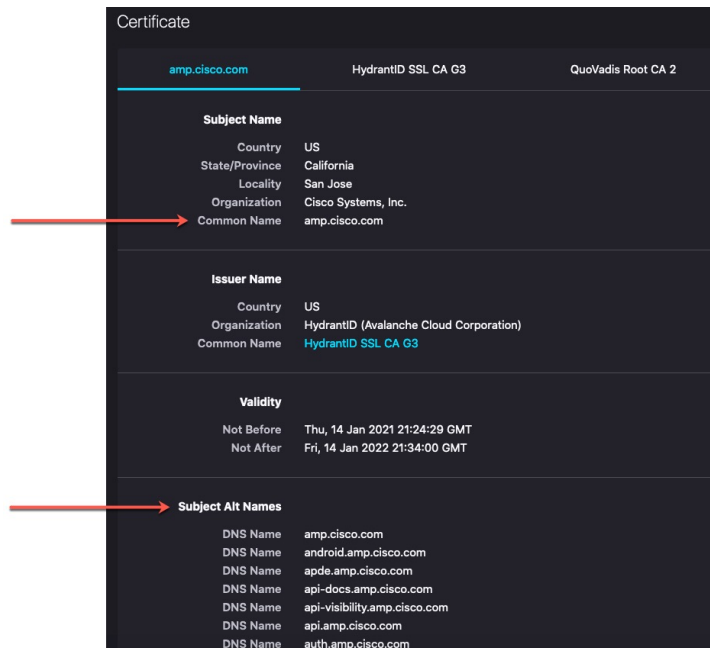 Certificate
amp.cisco.com HydrantID SSL CA G3 QuoVadis Root CA 2
Subject Name
Country US
State/Province California
Locality San Jose
Organization Cisco Systems, Inc.
Common Name amp.cisco.com
Issuer Name
Country US
Organization HydrantID (Avalanche Cloud Corporation)
Common Name HydrantID SSL CA G3
Validity
Not Before Thu, 14 Jan 2021 21:24:29 GMT
Not After Fri, 14 Jan 2022 21:34:00 GMT
Subject Alt Names
DNS Name amp.cisco.com
DNS Name android.amp.cisco.com
DNS Name apde.amp.cisco.com
DNS Name api-docs.amp.cisco.com
DNS Name api-visibility.amp.cisco.com
DNS Name api.amp.cisco.com
DNS Name auth.amp.cisco.com